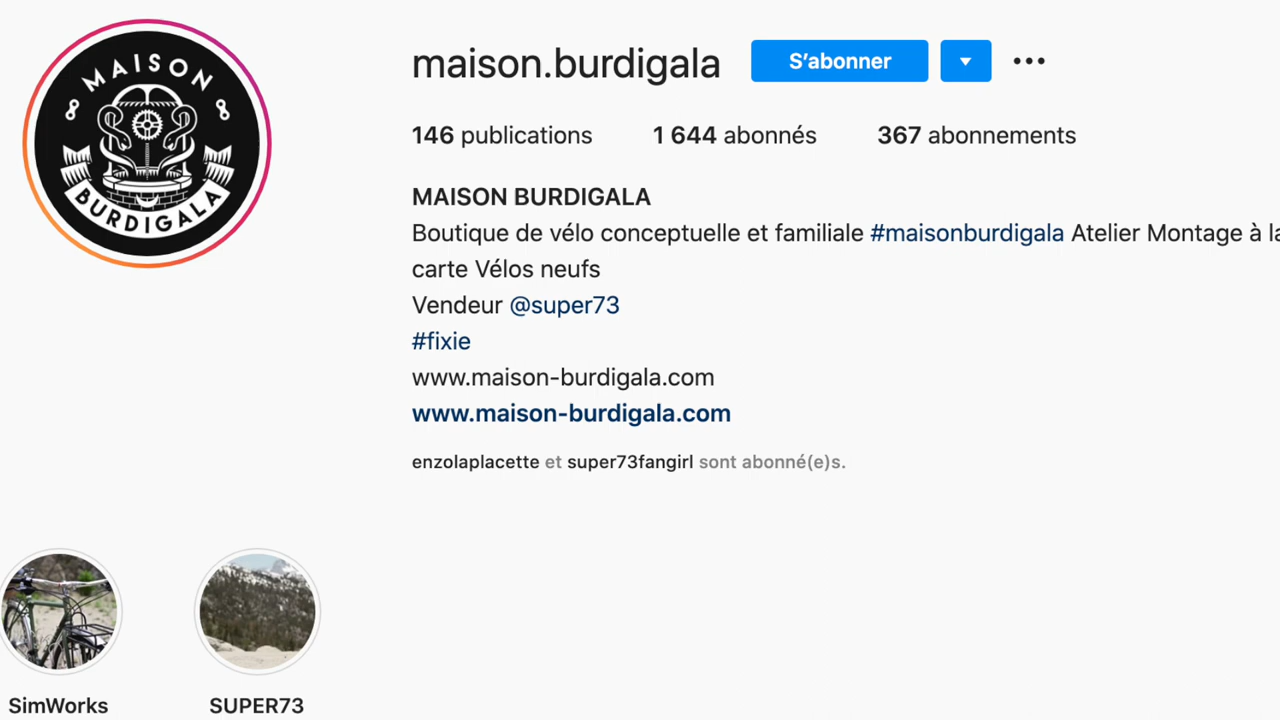 MAISON
BURDIGALA
maison.burdigala
S’abonner
146 publications
1 644 abonnés
367 abonnements
MAISON BURDIGALA
Boutique de vélo conceptuelle et familiale #maisonburdigala Atelier Montage à la
carte Vélos neufs
Vendeur @super73
#fixie
www.maison-burdigala.com
www.maison-burdigala.com
enzolaplacette et super73fangirl sont abonné(e)s.
SimWorks
SUPER73